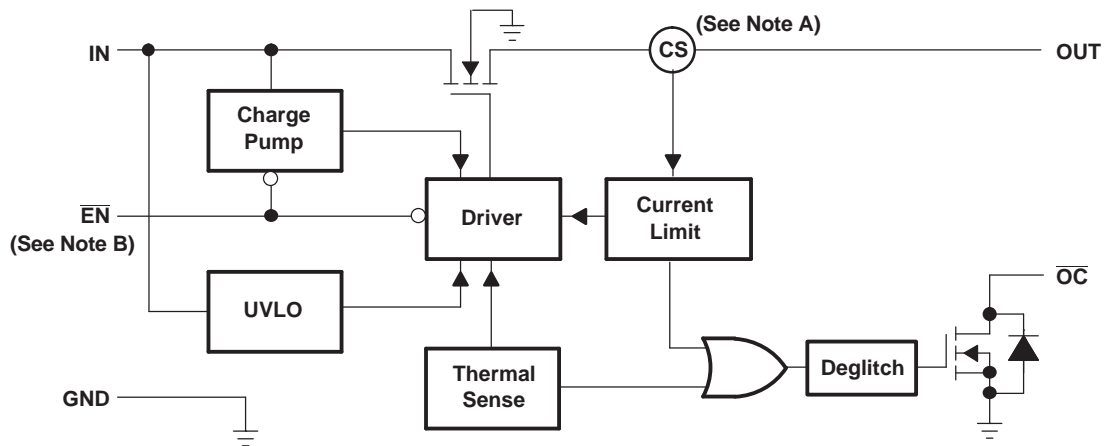 (See Note A)
IN
CS
OUT
Charge
Pump
EN
(See Note B)
Driver
Current
Limit
UVLO
OC
Thermal
Sense
Deglitch
GND